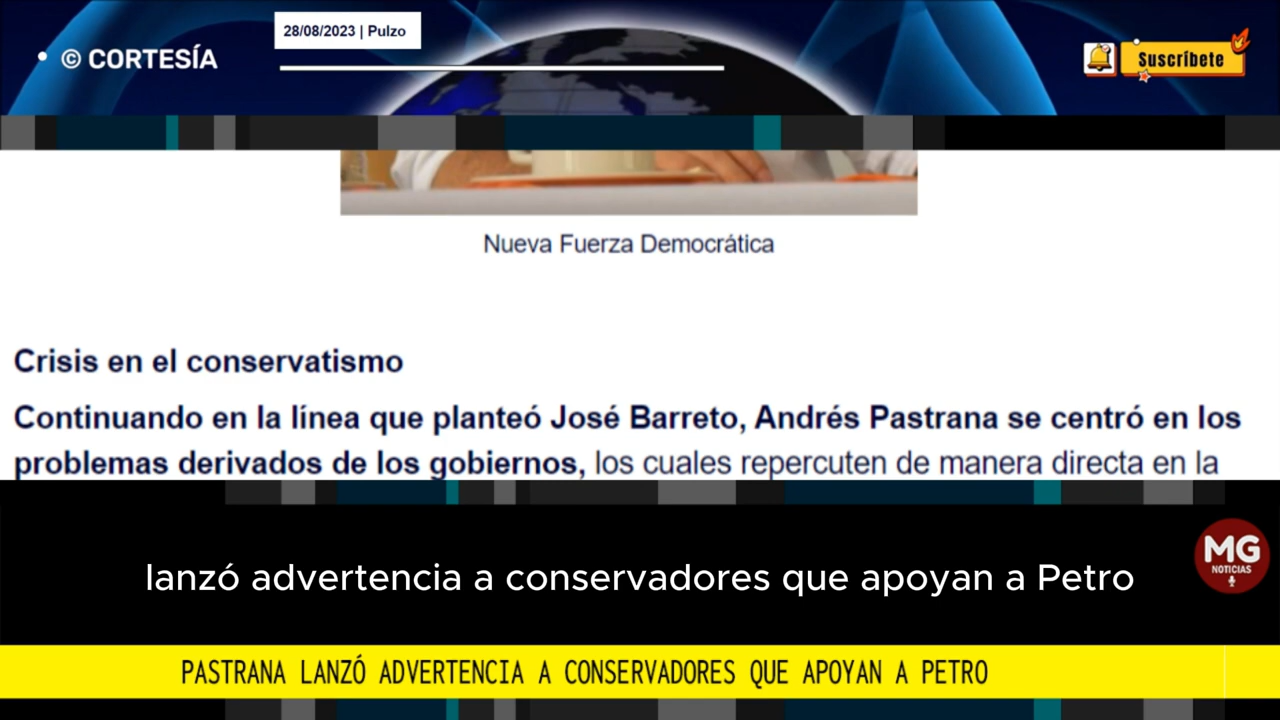 28/08/2023 | Pulzo
• © CORTESÍA
Suscríbete
Nueva Fuerza Democrática
Crisis en el conservatismo
Continuando en la línea que planteó José Barreto, Andrés Pastrana se centró en los
problemas derivados de los gobiernos, los cuales repercuten de manera directa en la
lanzó advertencia a conservadores que apoyan a Petro
MG
NOTICIAS
PASTRANA LANZÓ ADVERTENCIA A CONSERVADORES QUE APOYAN A PETRO